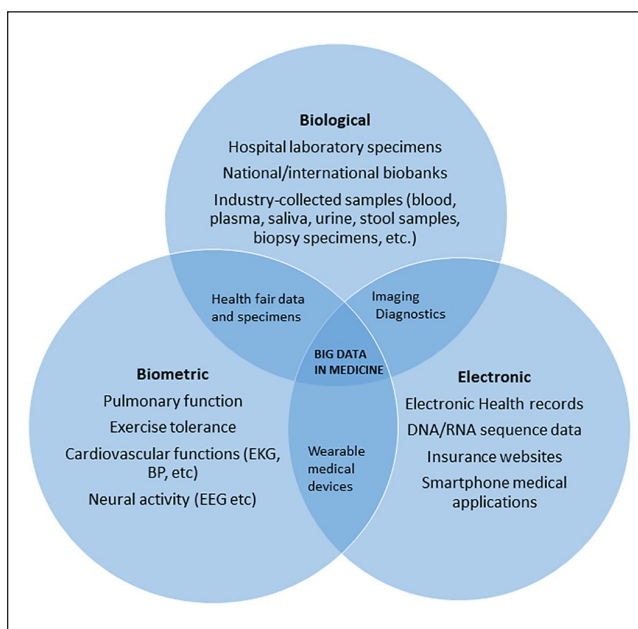 Biological
Hospital laboratory specimens
National/international biobanks
Industry-collected samples (blood,
plasma, saliva, urine, stool samples,
biopsy specimens, etc.)
Health fair data
and specimens
Imaging
Diagnostics
BIG DATA
IN MEDICINE
Biometric
Pulmonary function
Exercise tolerance
Cardiovascular functions (EKG,
BP, etc)
Neural activity (EEG etc)
Wearable
medical
devices
Electronic
Electronic Health records
DNA/RNA sequence data
Insurance websites
Smartphone medical
applications